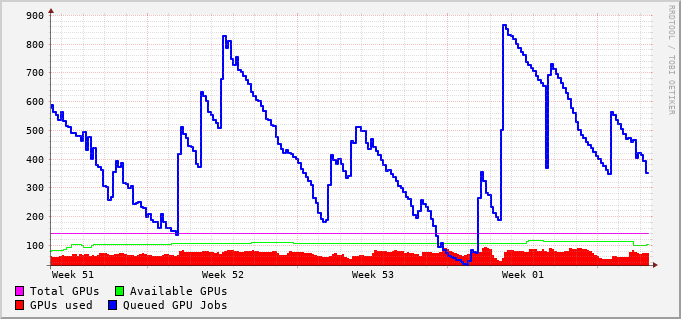 900
800
700
600
500
400
300
200
100
Week 51 Week 52 Week 53 Week 01
Total GPUs Available GPUs
GPUs used Queued GPU Jobs
RRDTOOL / TOBI OETIKER